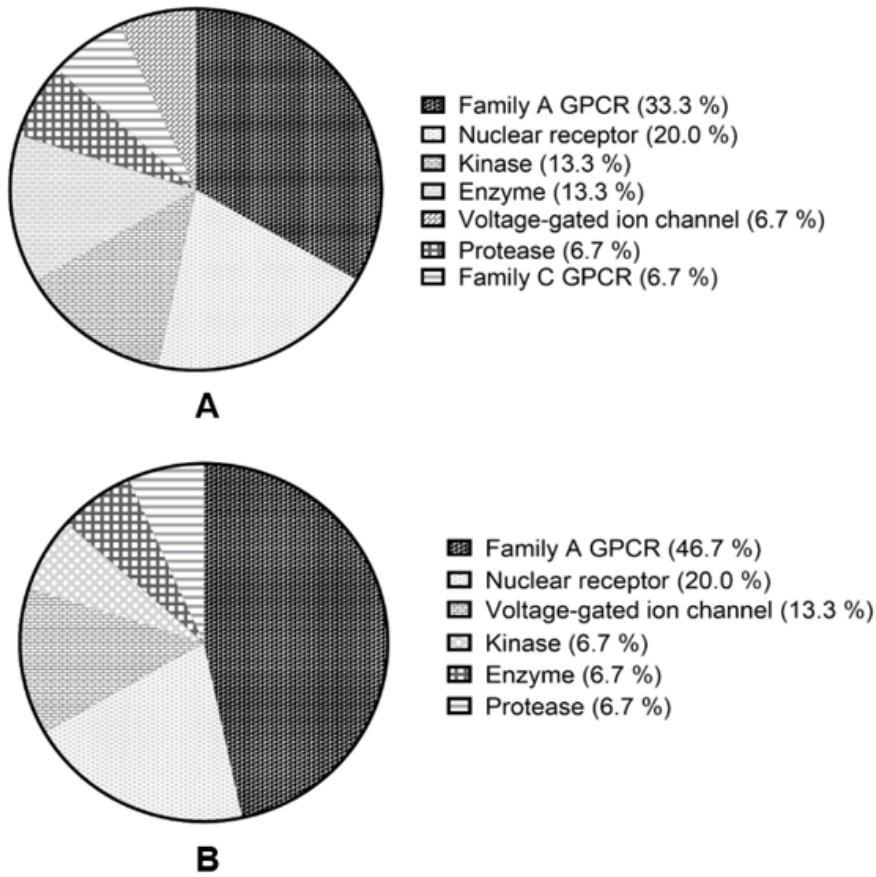 Family A GPCR (33.3 %)
Nuclear receptor (20.0 %)
Kinase (13.3 %)
Enzyme (13.3 %)
Voltage-gated ion channel (6.7 %)
Protease (6.7 %)
Family C GPCR (6.7 %)
A
Family A GPCR (46.7 %)
Nuclear receptor (20.0 %)
Voltage-gated ion channel (13.3 %)
Kinase (6.7 %)
Enzyme (6.7 %)
Protease (6.7 %)
B